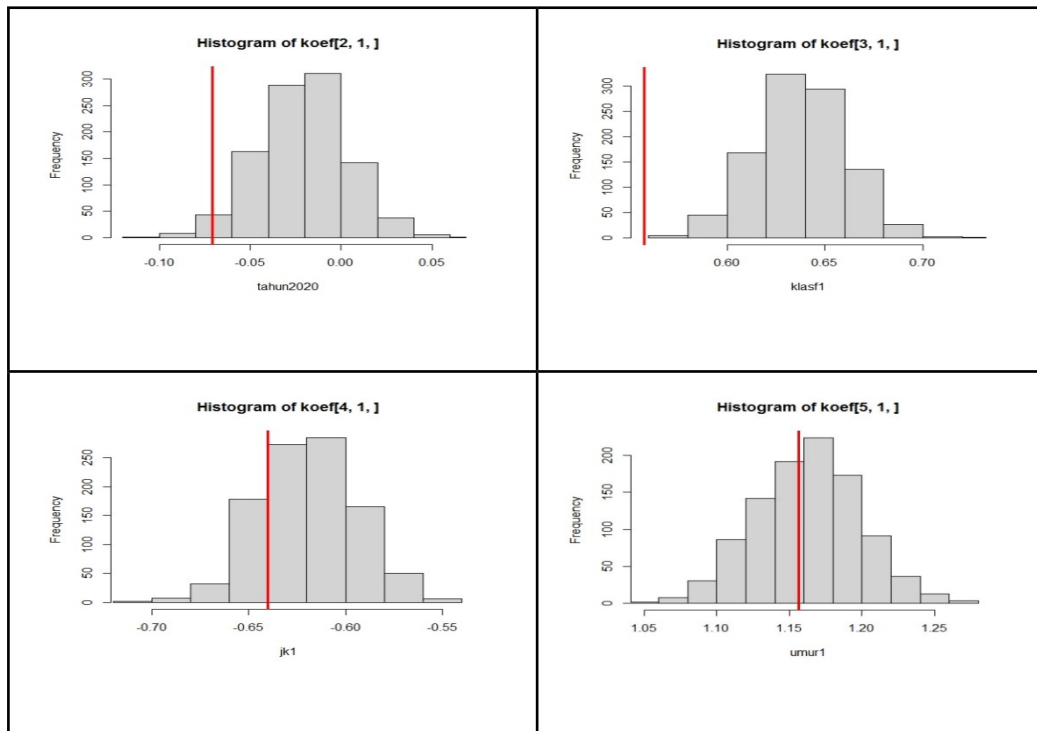 Histogram of koef[2, 1, ]
Frequency
0 50 100 150 200 250 300
-0.10 -0.05 0.00 0.05
tahun2020
Histogram of koef[3, 1, ]
Frequency
0 50 100 150 200 250 300
0.60 0.65 0.70
klasf1
Histogram of koef[4, 1, ]
Frequency
0 50 100 150 200 250
-0.70 -0.65 -0.60 -0.55
jk1
Histogram of koef[5, 1, ]
Frequency
0 50 100 150 200
1.05 1.10 1.15 1.20 1.25
umur1